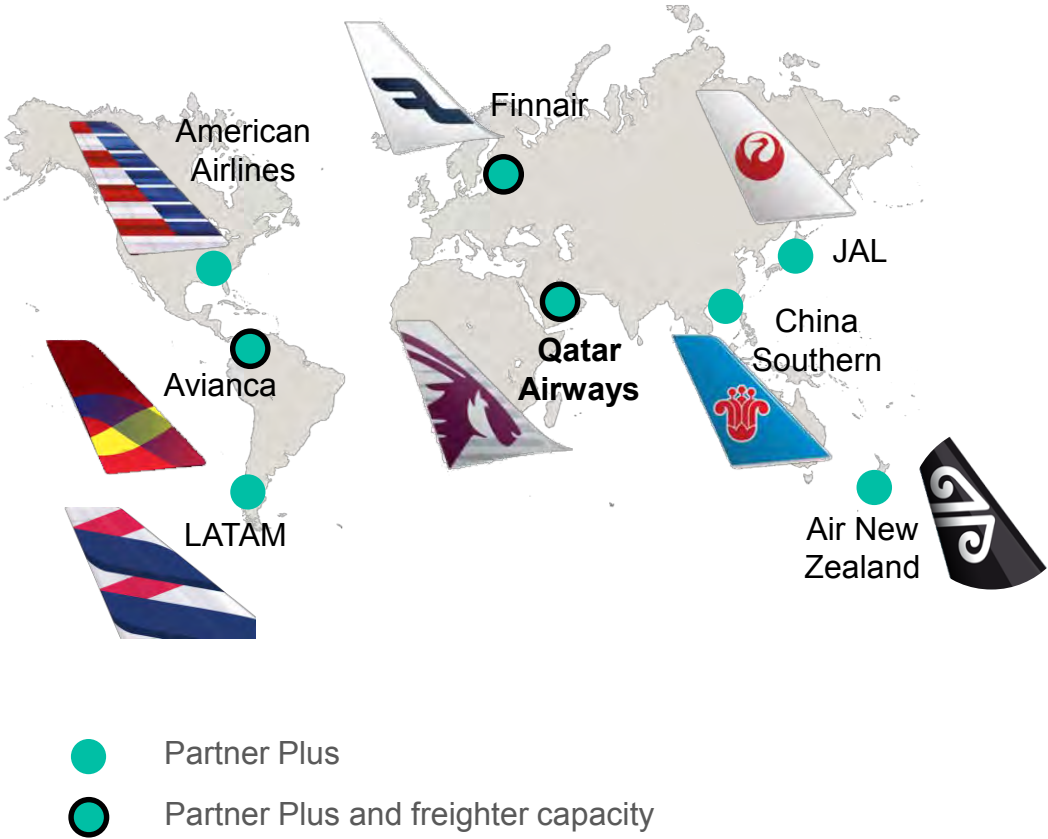 Finnair
American
Airlines
JAL
China
Southern
Qatar
Airways
Avianca
LATAM
Air New
Zealand
Partner Plus
Partner Plus and freighter capacity